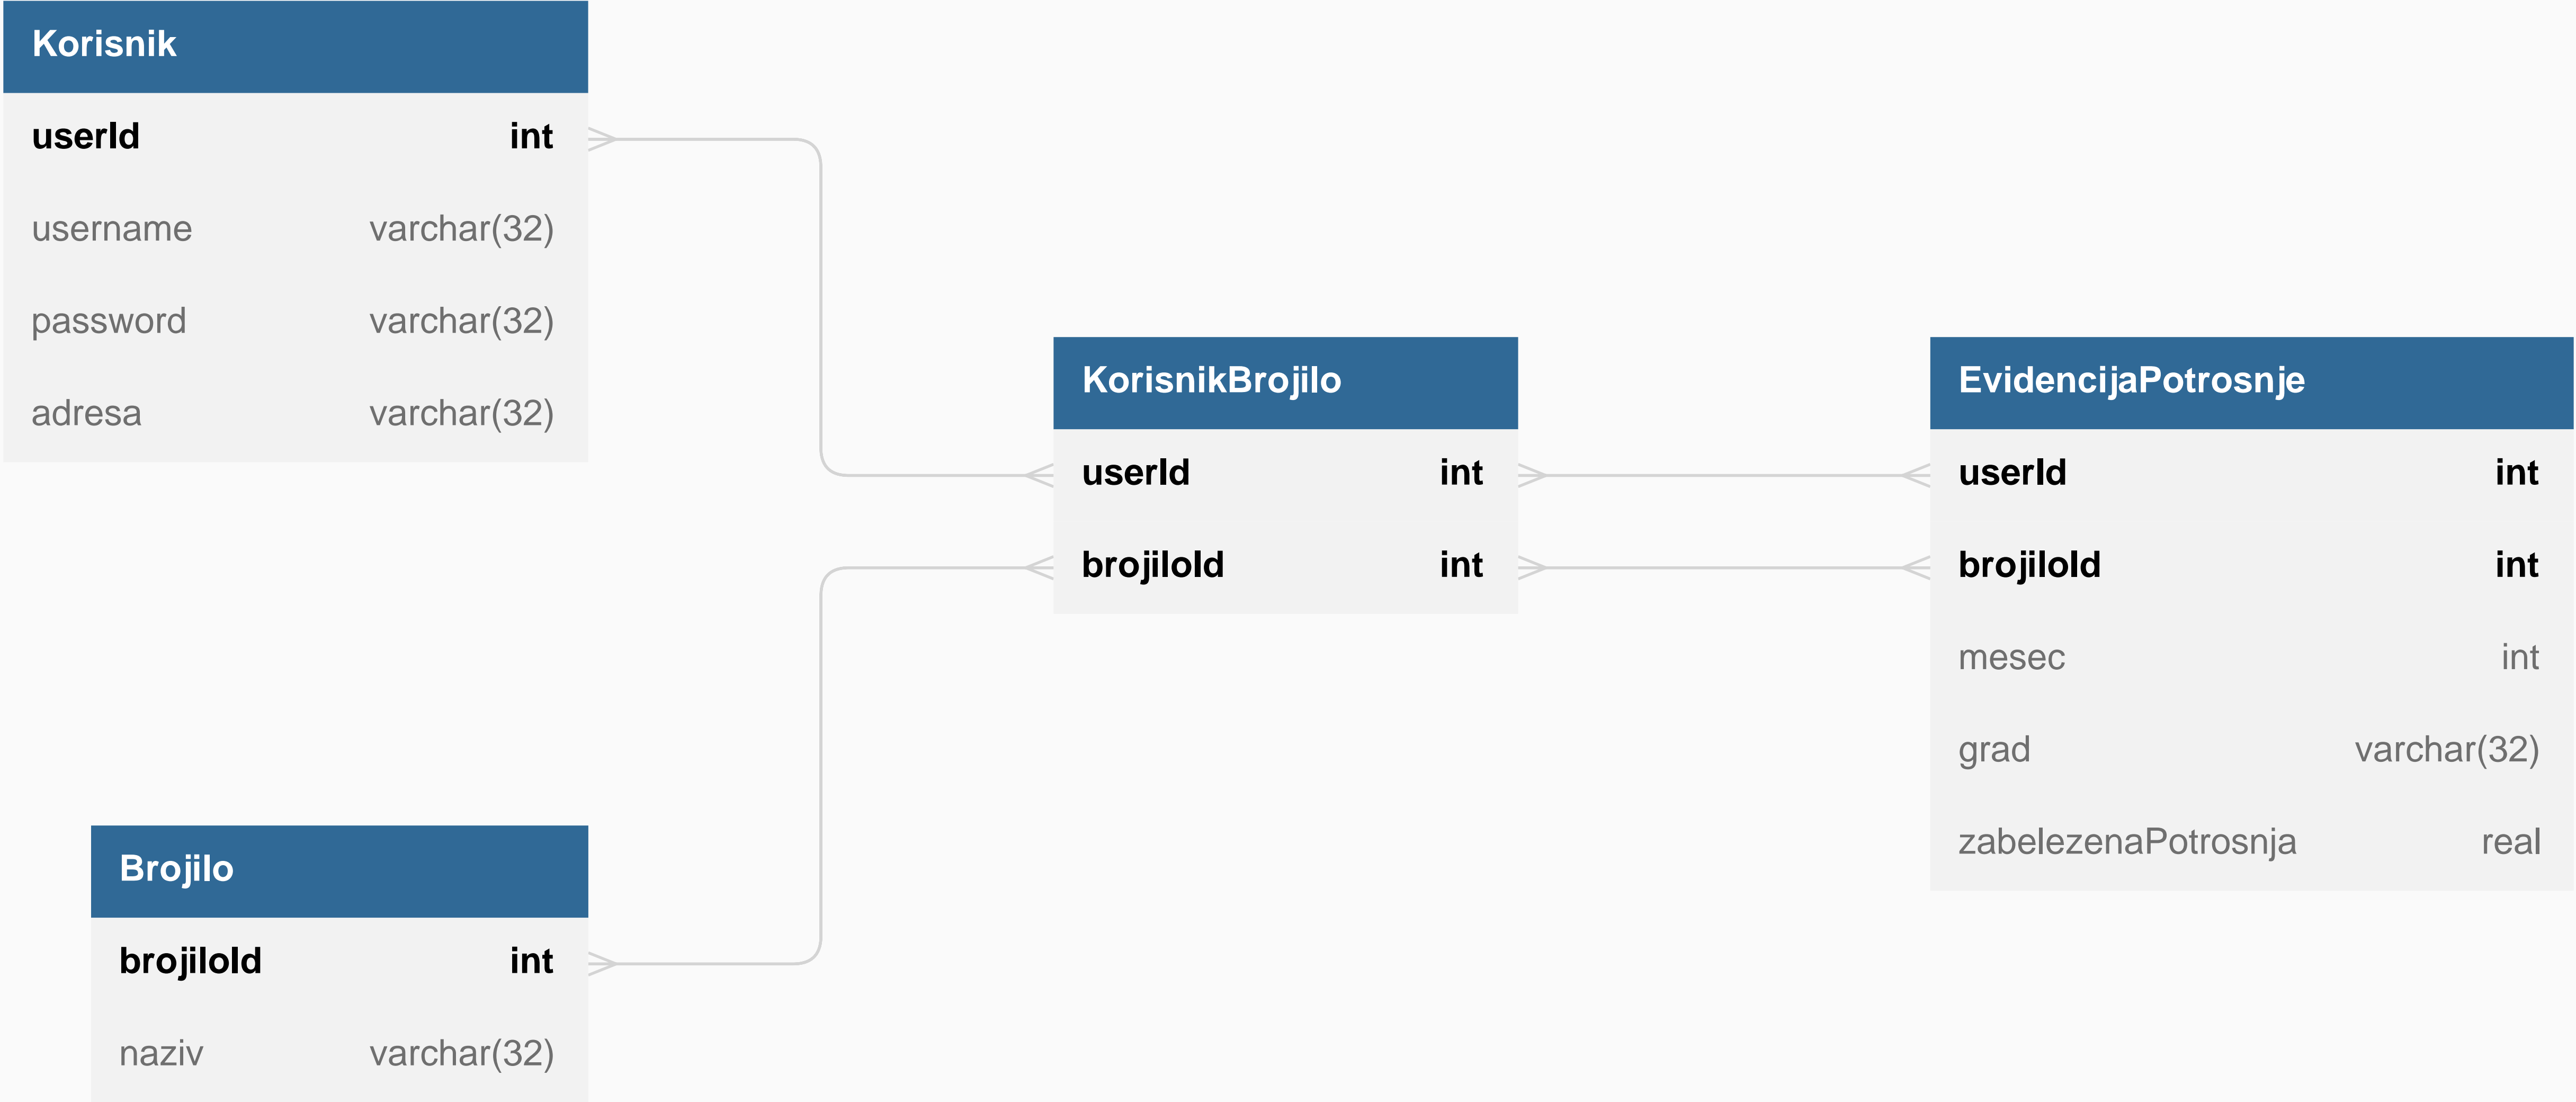 Korisnik
userId int
username varchar(32)
password varchar(32)
adresa varchar(32)
KorisnikBrojilo
userId int
brojiloId int
EvidencijaPotrosnje
userId int
brojiloId int
mesec int
grad varchar(32)
zabelezenaPotrosnja real
Brojilo
brojiloId int
naziv varchar(32)